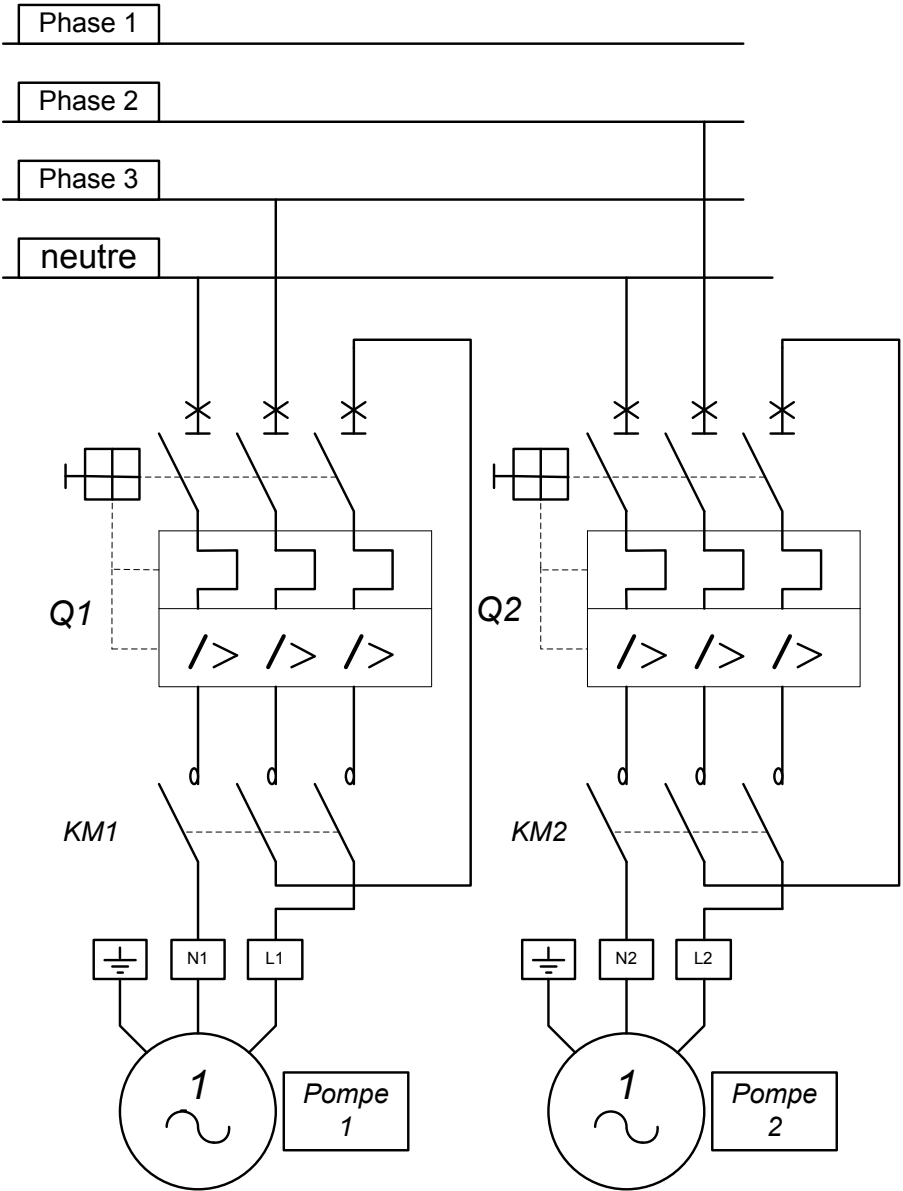 Phase 1
Phase 2
Phase 3
neutre
Q1
Q2
I> I> I>
I> I> I>
KM1
KM2
N1
L1
N2
L2
1
Pompe
1
1
Pompe
2